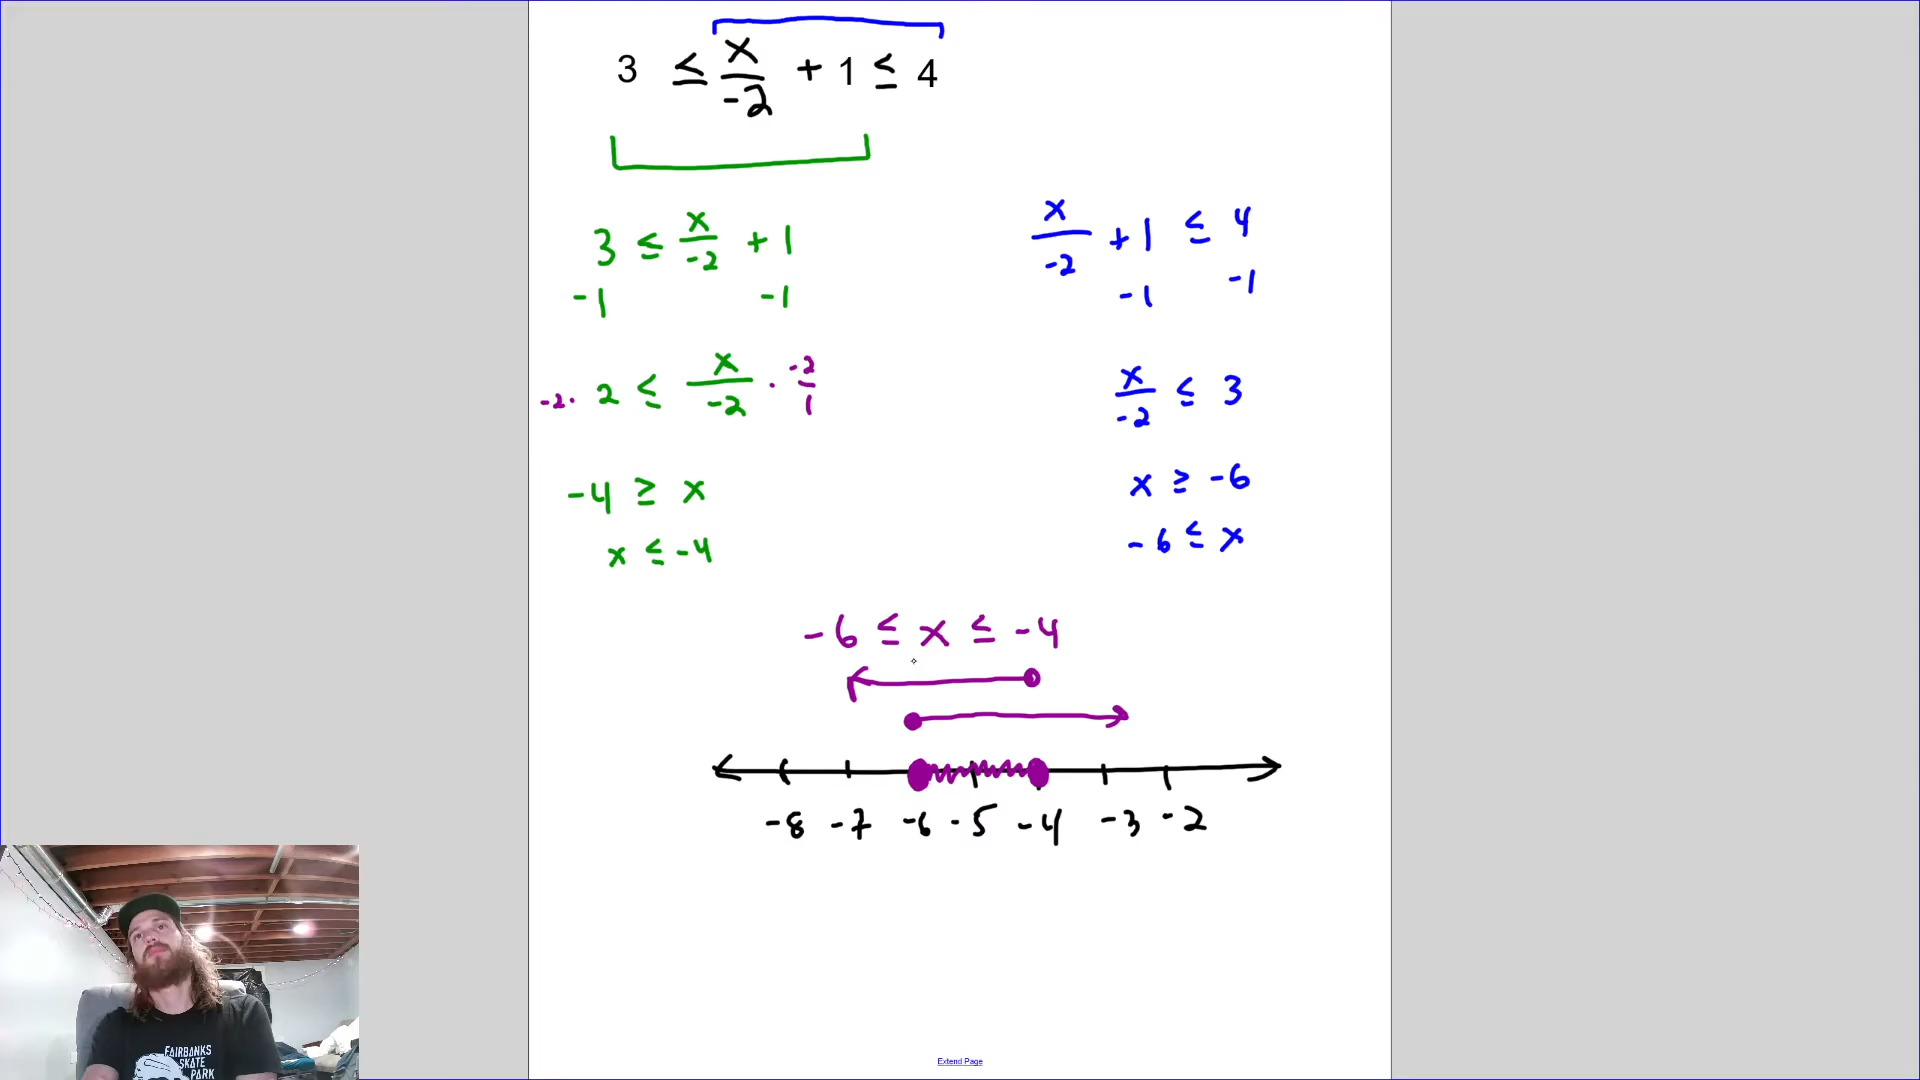 3 ≤ x/-2 + 1 ≤ 4
3 ≤ x/-2 + 1
-1 -1
2 ≤ x/-2 · -2/1
-2·
-4 ≥ x
x ≤ -4
x/-2 + 1 ≤ 4
-1 -1
x/-2 ≤ 3
x ≥ -6
-6 ≤ x
-6 ≤ x ≤ -4
-8 -7 -6 -5 -4 -3 -2
FAIRBANKS
SKATE
PARK
Extend Page